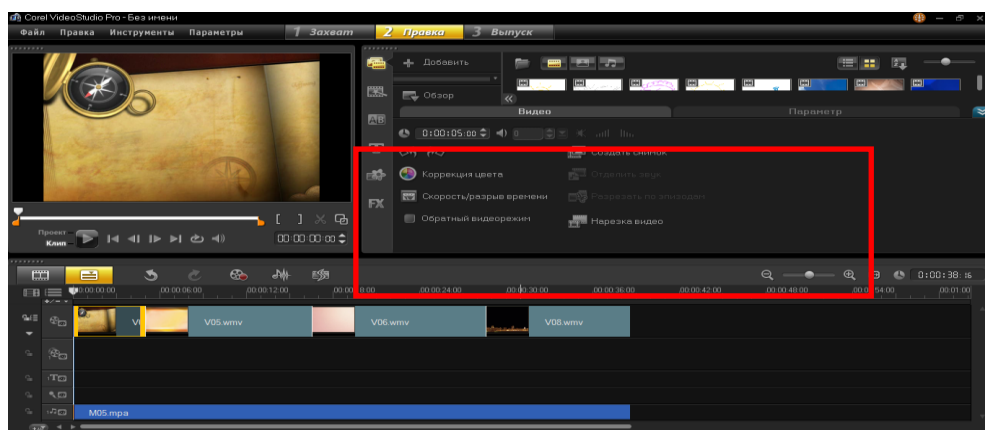 Corel VideoStudio Pro - Без имени
Файл Правка Инструменты Параметры 1 Захват 2 Правка 3 Выпуск
Добавить
Обзор
Видео Параметр
0:00:05:00 0
Создать снимок
Коррекция цвета Отделить звук
Скорость/разрыв времени Разрезать по эпизодам
Обратный видеорежим Нарезка видео
AB
T
FX
Проект
Клип
[ ] 00:00:00:00
0:00:38:16
00:00:00:00 00:00:06:00 00:00:12:00 00:00:24:00 00:00:30:00 00:00:36:00 00:00:42:00 00:00:48:00 00:01:00
V05.wmv V06.wmv V08.wmv
M05.mpa